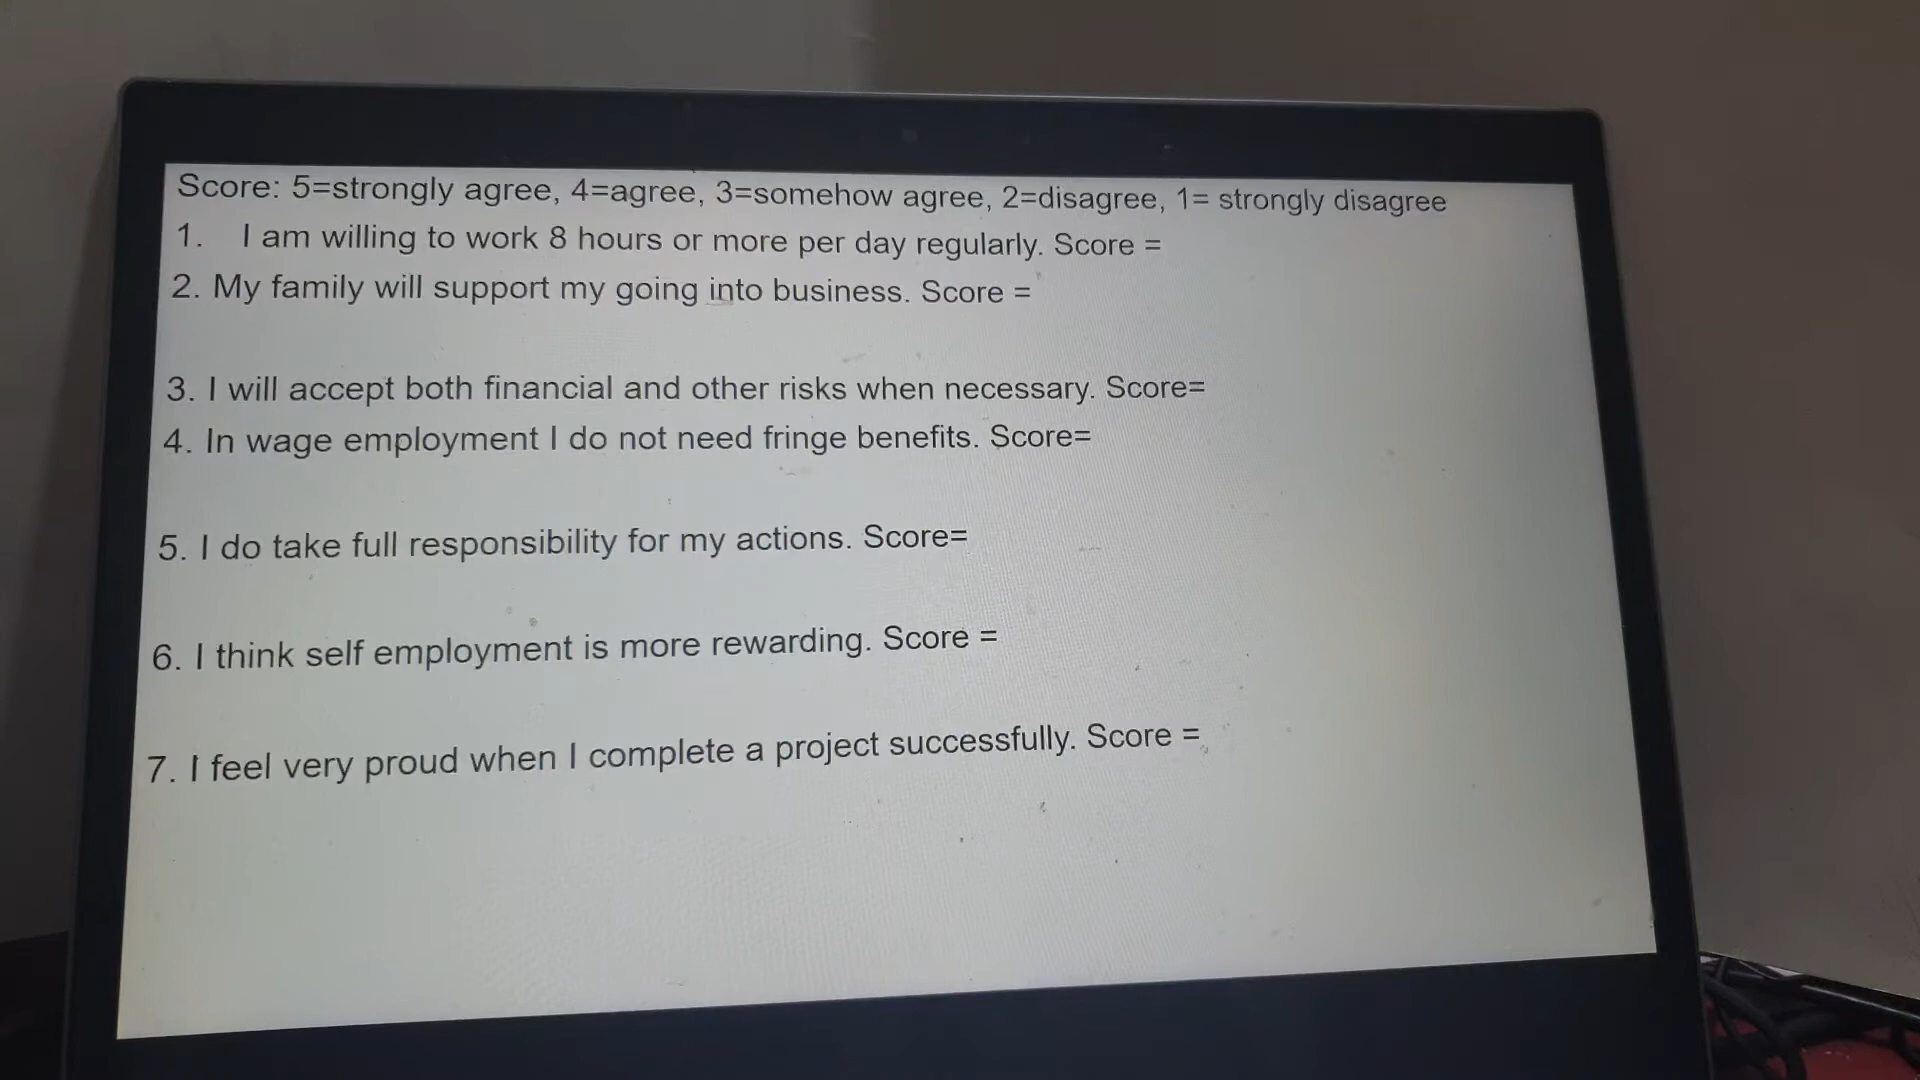 Score: 5=strongly agree, 4=agree, 3=somehow agree, 2=disagree, 1= strongly disagree
1. I am willing to work 8 hours or more per day regularly. Score =
2. My family will support my going into business. Score =
3. I will accept both financial and other risks when necessary. Score=
4. In wage employment I do not need fringe benefits. Score=
5. I do take full responsibility for my actions. Score=
6. I think self employment is more rewarding. Score =
7. I feel very proud when I complete a project successfully. Score =